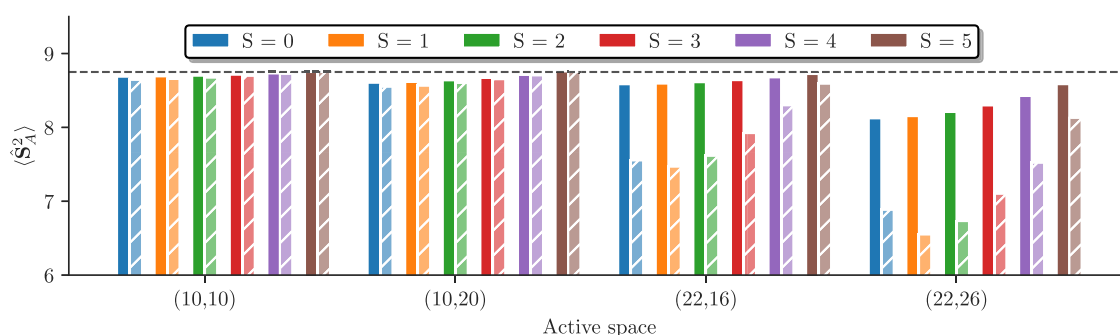 S = 0 S = 1 S = 2 S = 3 S = 4 S = 5
9
8
7
6
⟨Ŝ²_A⟩
(10,10) (10,20) (22,16) (22,26)
Active space